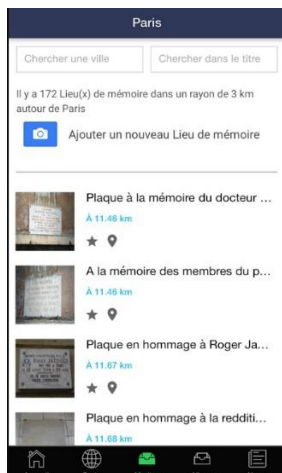 Paris
Chercher une ville Chercher dans le titre
Il y a 172 Lieu(x) de mémoire dans un rayon de 3 km
autour de Paris
Ajouter un nouveau Lieu de mémoire
Plaque à la mémoire du docteur ...
À 11.46 km
A la mémoire des membres du p...
À 11.46 km
Plaque en hommage à Roger Ja...
À 11.67 km
Plaque en hommage à la redditi...
À 11.68 km